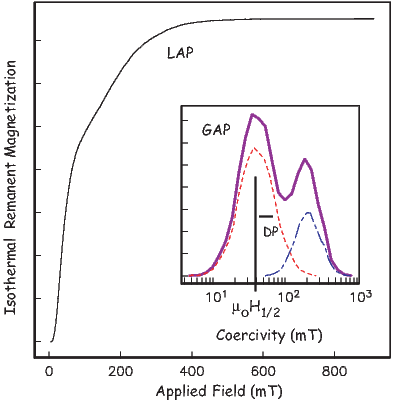 Isothermal Remanent Magnetization
LAP
GAP
DP
10¹ 10² 10³
μₒH₁/₂
Coercivity (mT)
0 200 400 600 800
Applied Field (mT)